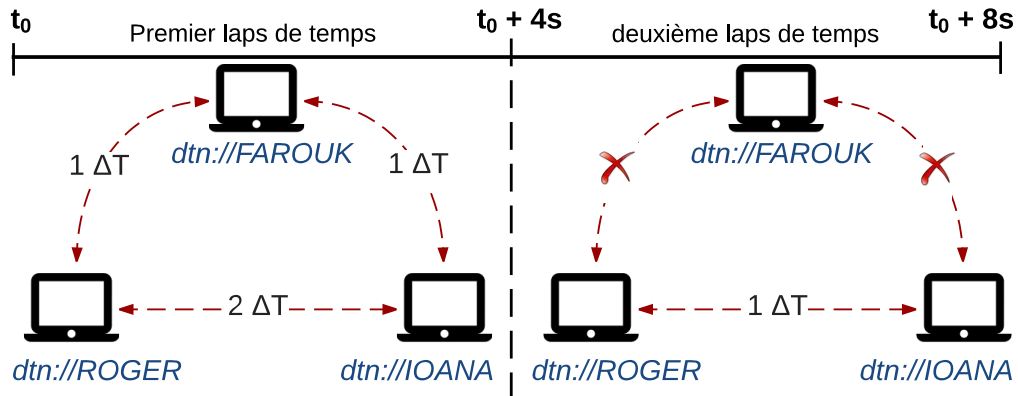 t0
Premier laps de temps
t0 + 4s
deuxième laps de temps
t0 + 8s
dtn://FAROUK
1 ΔT
1 ΔT
2 ΔT
dtn://ROGER
dtn://IOANA
dtn://FAROUK
1 ΔT
dtn://ROGER
dtn://IOANA